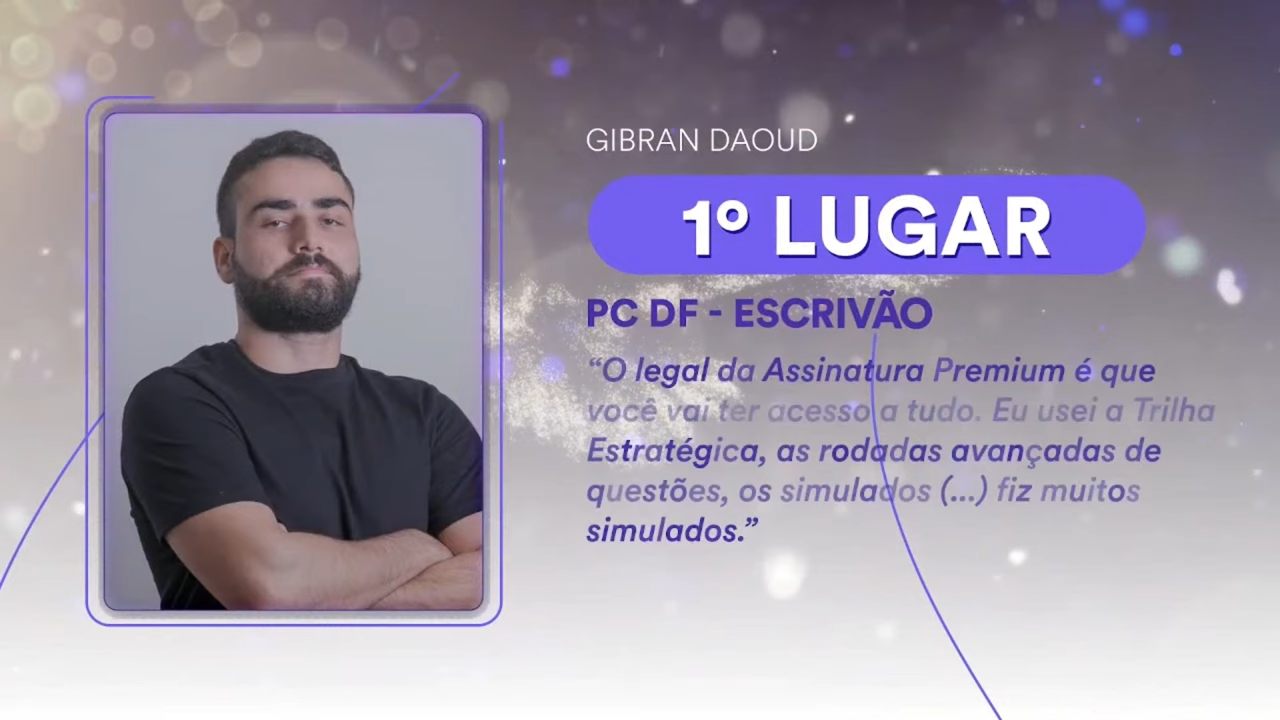 GIBRAN DAOUD
1º LUGAR
PC DF - ESCRIVÃO
“O legal da Assinatura Premium é que
você vai ter acesso a tudo. Eu usei a Trilha
Estratégica, as rodadas avançadas de
questões, os simulados (...) fiz muitos
simulados.”